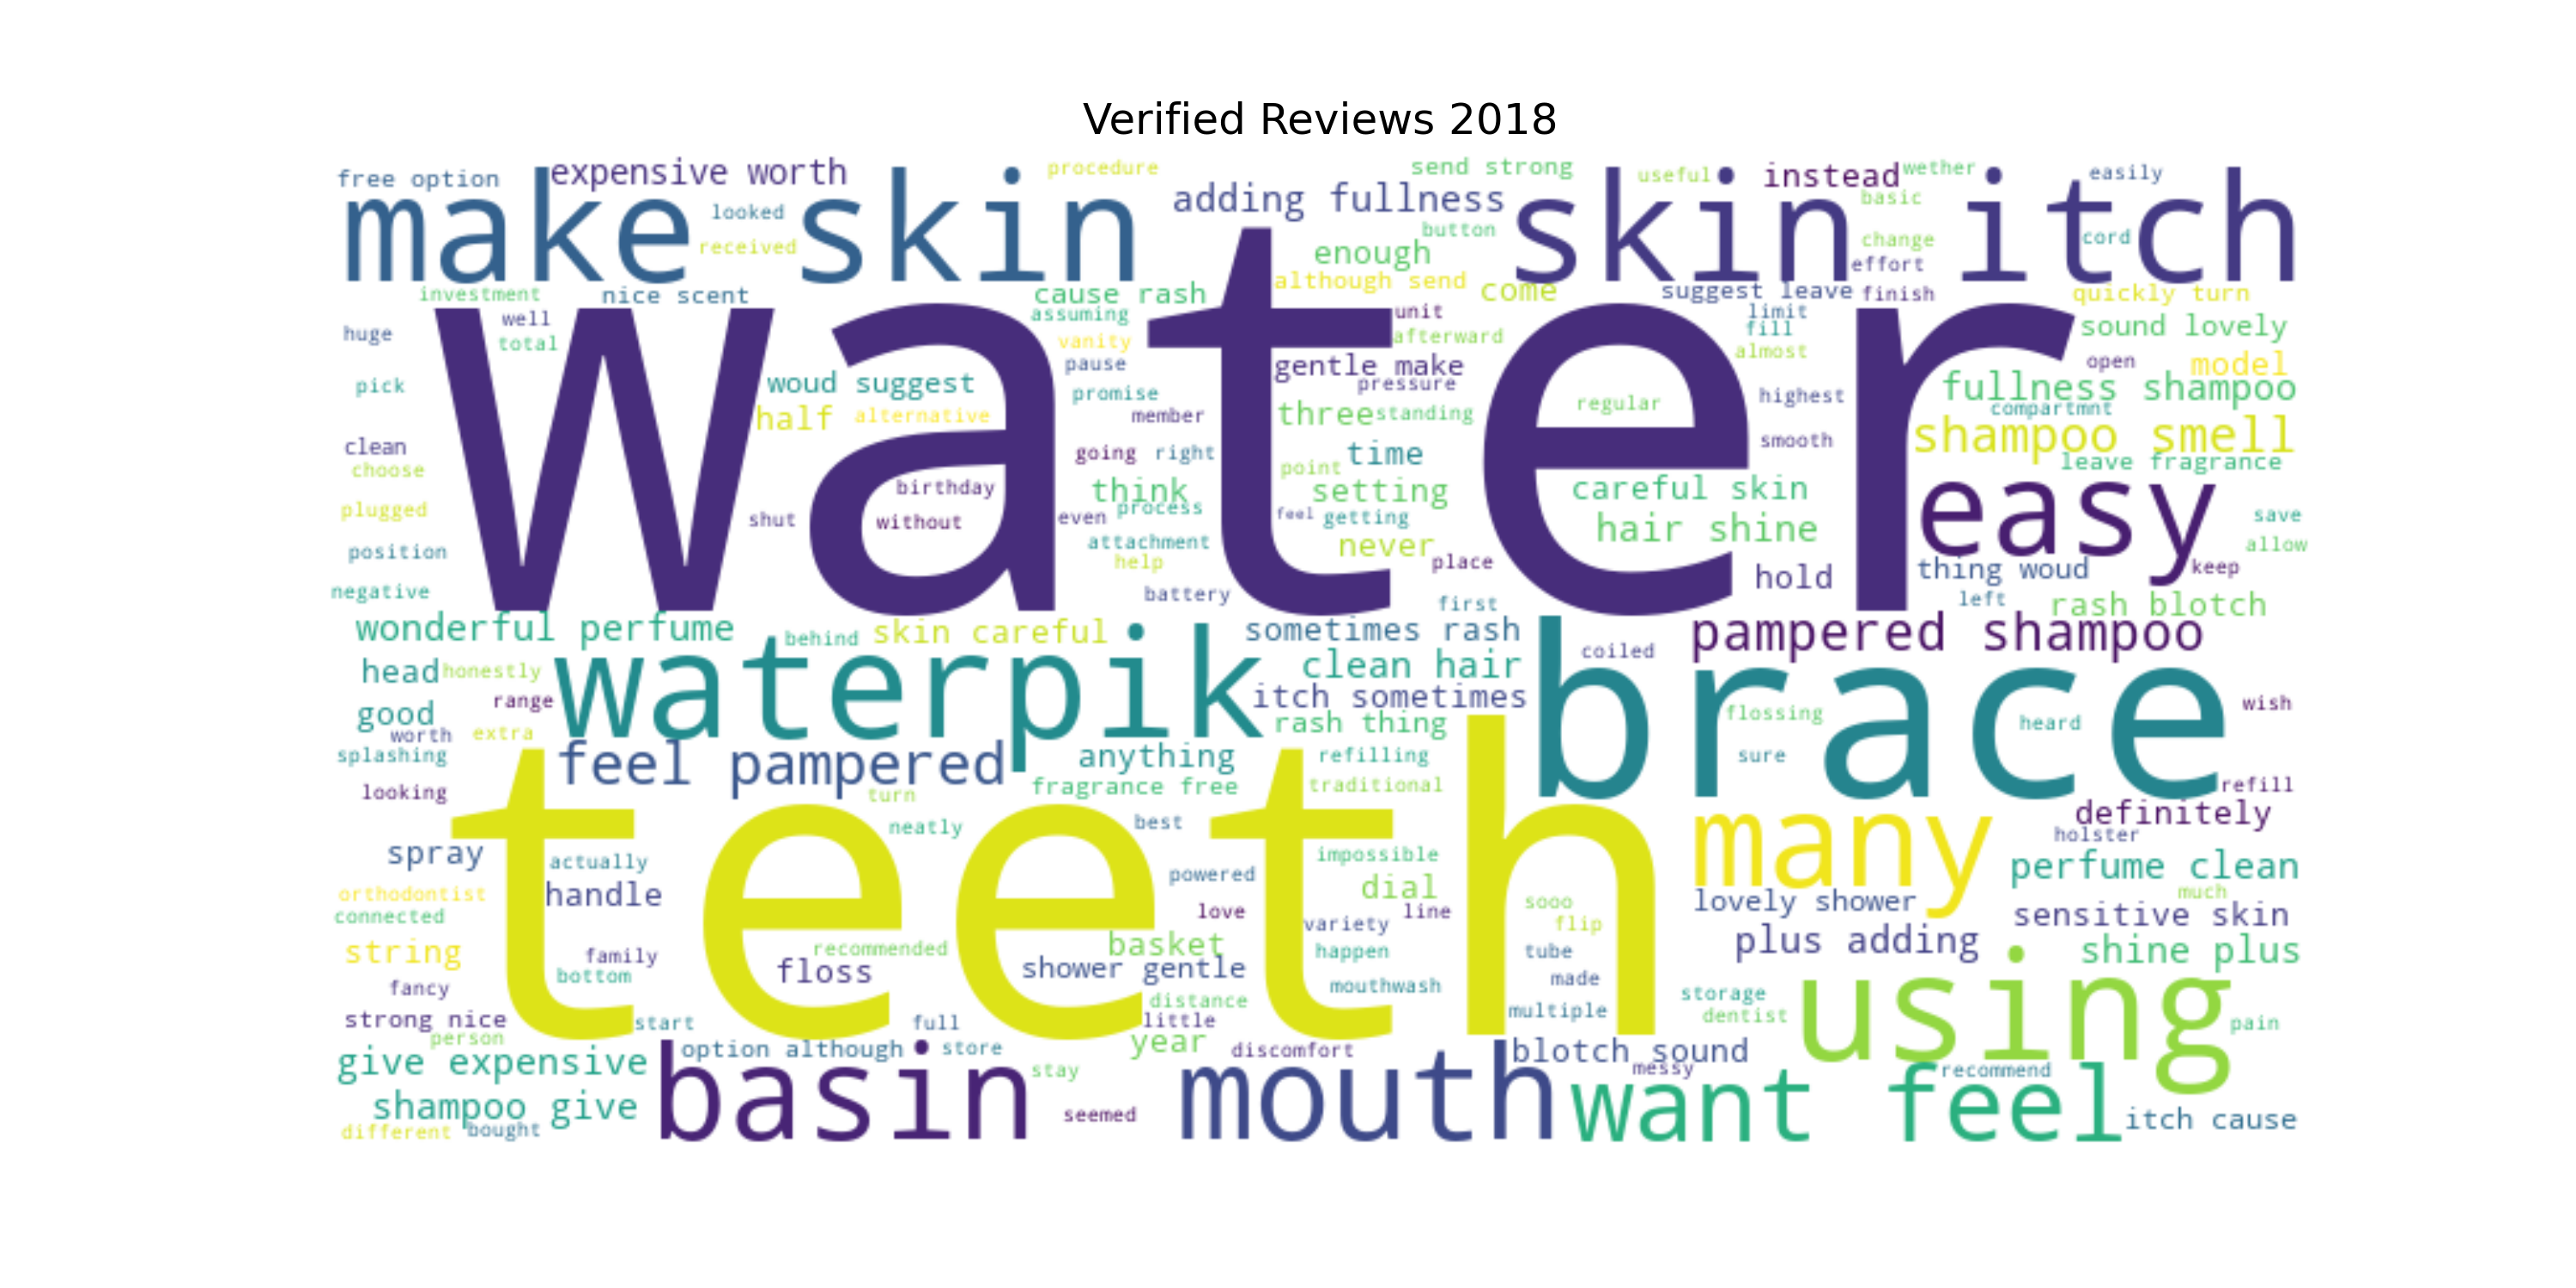 Verified Reviews 2018
free option
expensive worth
procedure
send strong
useful
instead
wether
easily
make skin
looked
received
adding fullness
button
skin itch
basic
change
cord
effort
enough
although send
investment
nice scent
cause rash
come
suggest leave
finish
quickly turn
water
huge
well
total
assuming
vanity
pause
unit
afterward
limit
fill
almost
sound lovely
open
model
pick
woud suggest
half
alternative
promise
member
gentle make
pressure
three
standing
regular
highest
fullness shampoo
compartmnt
clean
choose
going
right
time
point
smooth
shampoo smell
leave fragrance
plugged
birthday
without
shut
think
process
even
setting
feel
getting
careful skin
hair shine
easy
save
allow
position
attachment
help
never
place
hold
thing woud
keep
negative
battery
first
left
rash blotch
wonderful perfume
behind
skin careful
sometimes rash
coiled
pampered shampoo
head
honestly
waterpik
clean hair
brace
range
itch sometimes
flossing
heard
wish
good
worth
extra
rash thing
sure
splashing
feel pampered
anything
refilling
looking
turn
fragrance free
traditional
refill
teeth
neatly
best
many
definitely
holster
spray
actually
impossible
perfume clean
orthodontist
handle
powered
dial
much
connected
love
variety
line
sooo
flip
lovely shower
sensitive skin
string
family
recommended
basket
happen
tube
plus adding
shine plus
bottom
floss
shower gentle
fancy
mouthwash
made
using
distance
storage
strong nice
start
full
little
multiple
dentist
pain
person
year
give expensive
option although
store
discomfort
blotch sound
basin
stay
mouth
messy
recommend
want feel
shampoo give
seemed
itch cause
different
bought